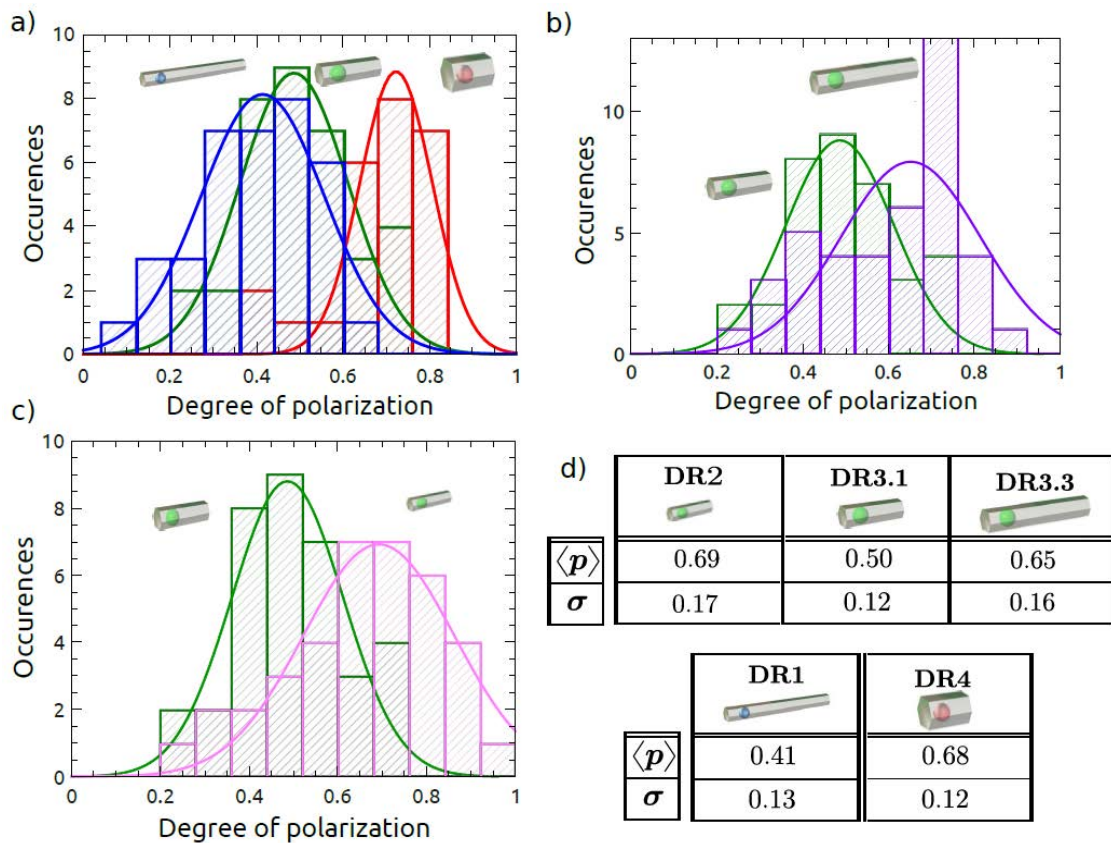 a)
10
8
6
4
2
0
Occurences
0 0.2 0.4 0.6 0.8 1
Degree of polarization
b)
10
5
0
Occurences
0 0.2 0.4 0.6 0.8 1
Degree of polarization
c)
10
8
6
4
2
0
Occurences
0 0.2 0.4 0.6 0.8 1
Degree of polarization
d)
DR2 DR3.1 DR3.3
⟨p⟩ 0.69 0.50 0.65
σ 0.17 0.12 0.16
DR1 DR4
⟨p⟩ 0.41 0.68
σ 0.13 0.12